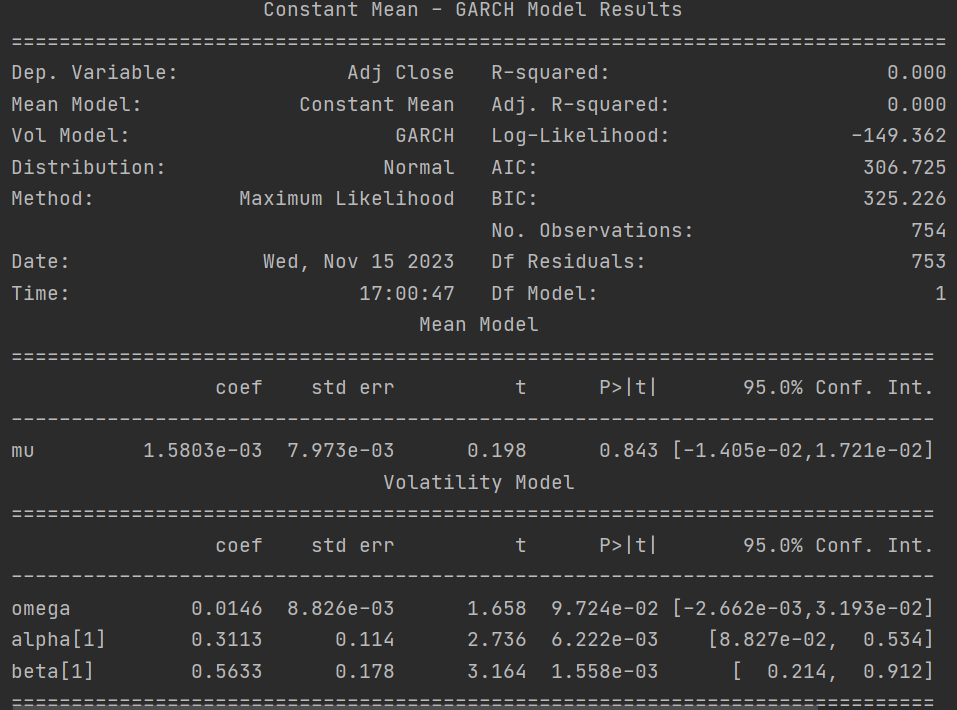 Constant Mean - GARCH Model Results
==============================================================================
Dep. Variable:              Adj Close   R-squared:                       0.000
Mean Model:             Constant Mean   Adj. R-squared:                  0.000
Vol Model:                      GARCH   Log-Likelihood:               -149.362
Distribution:                  Normal   AIC:                           306.725
Method:            Maximum Likelihood   BIC:                           325.226
                                        No. Observations:                  754
Date:                Wed, Nov 15 2023   Df Residuals:                      753
Time:                        17:00:47   Df Model:                            1
                                  Mean Model
=============================================================================
                 coef    std err          t      P>|t|       95.0% Conf. Int.
-----------------------------------------------------------------------------
mu         1.5803e-03  7.973e-03      0.198      0.843 [-1.405e-02,1.721e-02]
                               Volatility Model
=============================================================================
                 coef    std err          t      P>|t|       95.0% Conf. Int.
-----------------------------------------------------------------------------
omega          0.0146  8.826e-03      1.658  9.724e-02 [-2.662e-03,3.193e-02]
alpha[1]       0.3113      0.114      2.736  6.222e-03    [8.827e-02,  0.534]
beta[1]        0.5633      0.178      3.164  1.558e-03      [  0.214,  0.912]
=============================================================================